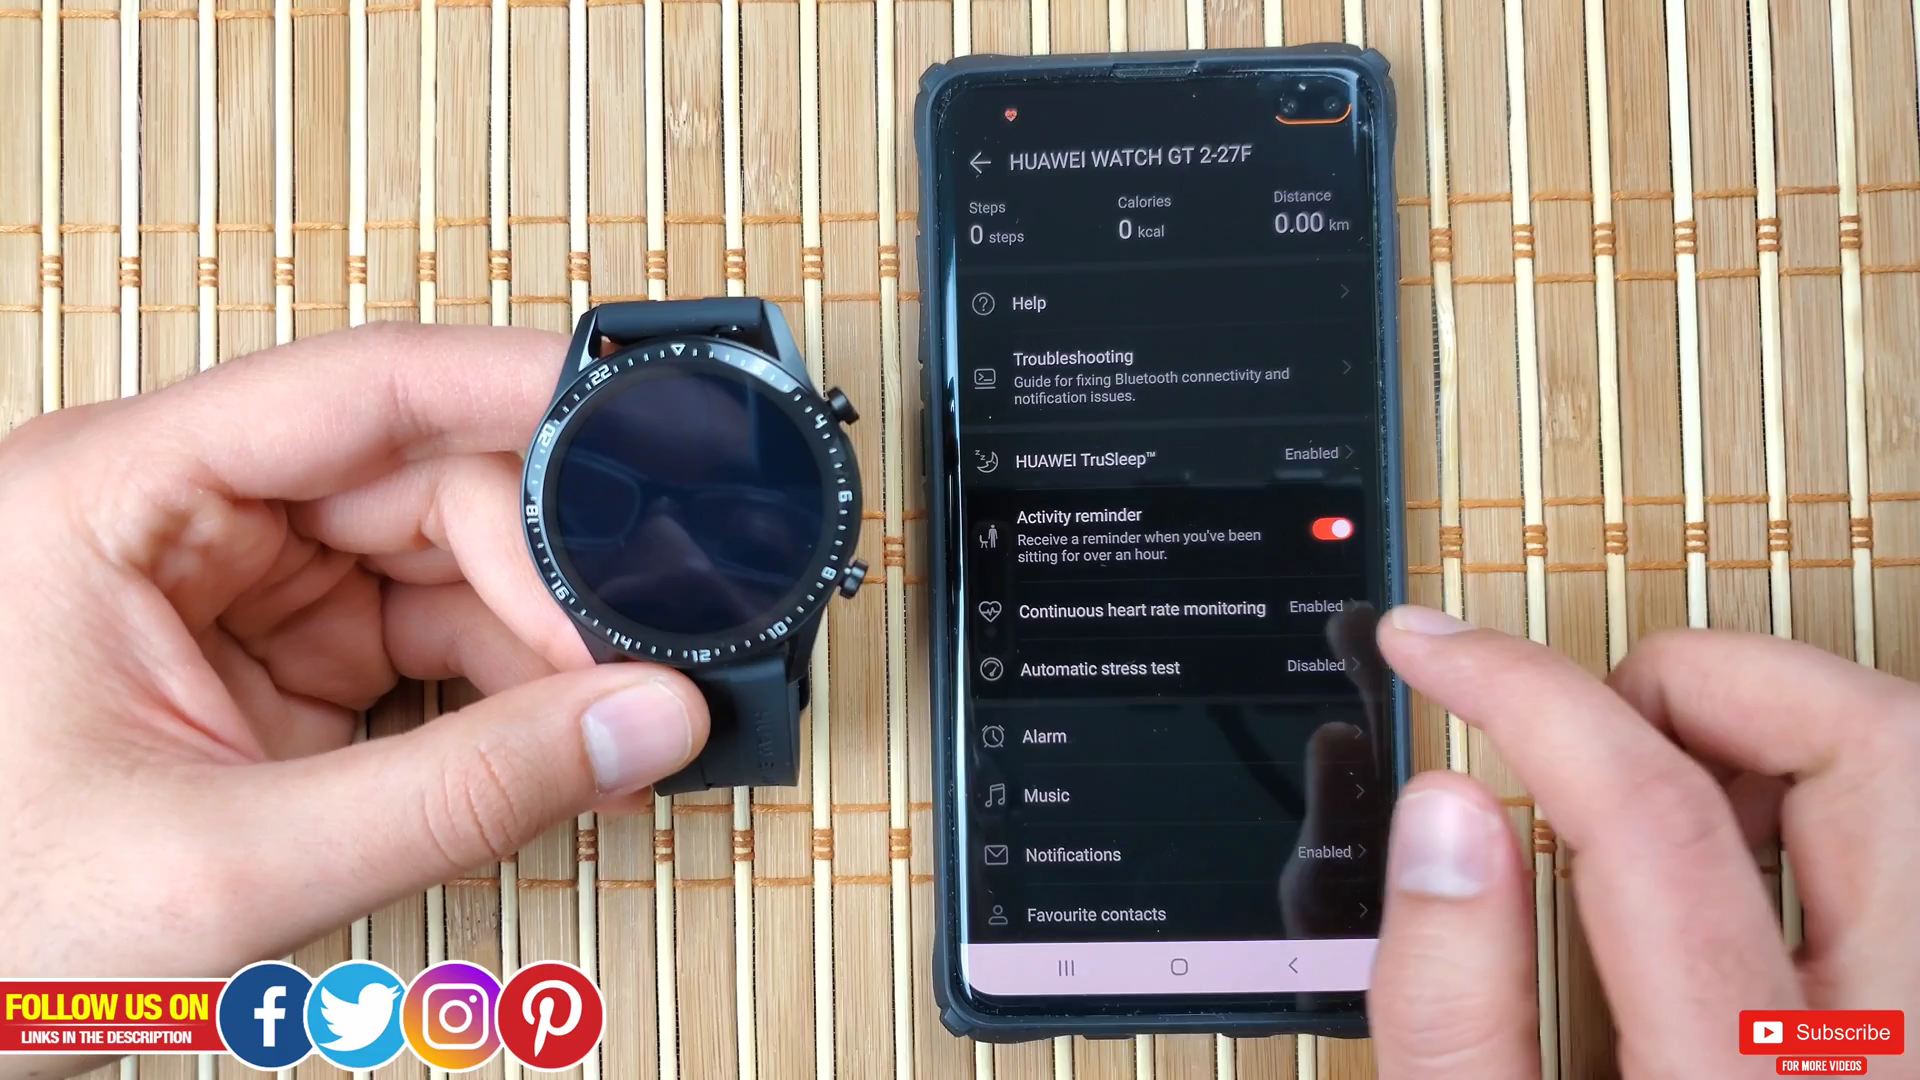 HUAWEI WATCH GT 2-27F
Steps
0 steps
Calories
0 kcal
Distance
0.00 km
Help
Troubleshooting
Guide for fixing Bluetooth connectivity and
notification issues.
HUAWEI TruSleep™
Enabled
Activity reminder
Receive a reminder when you've been
sitting for over an hour.
Continuous heart rate monitoring
Enabled
Automatic stress test
Disabled
Alarm
Music
Notifications
Enabled
Favourite contacts
22
4
6
8
10
12
14
16
18
20
FOLLOW US ON
LINKS IN THE DESCRIPTION
Subscribe
FOR MORE VIDEOS